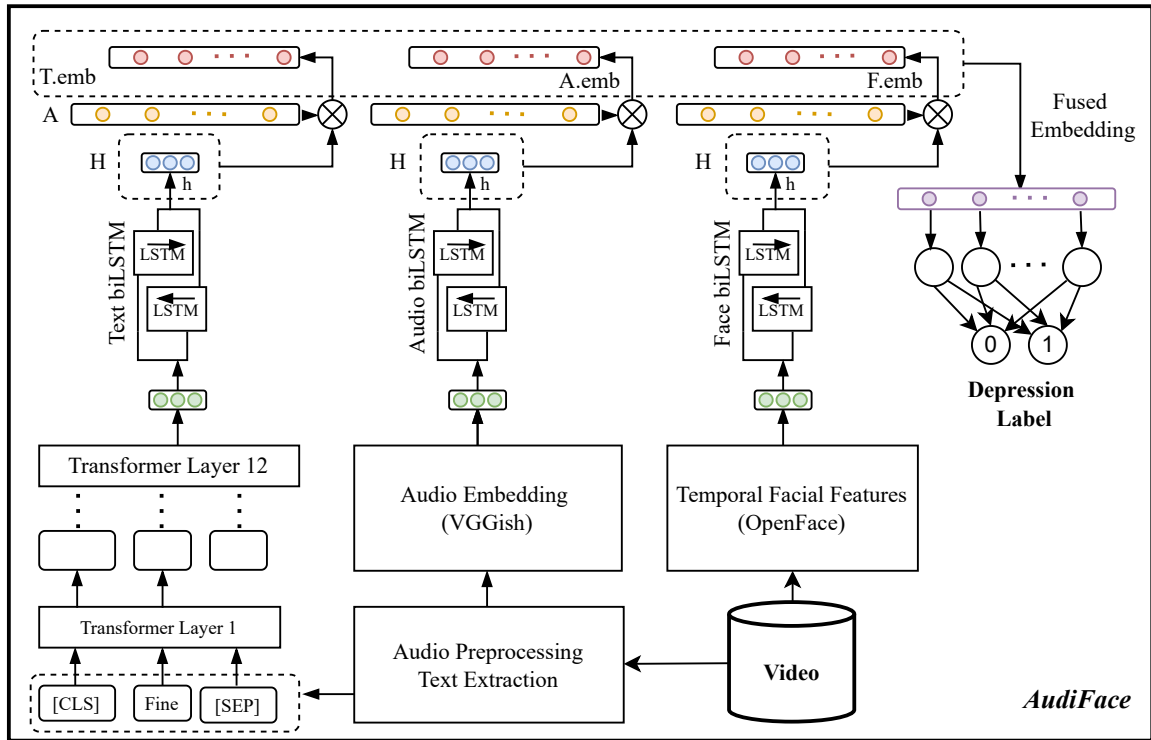 T.emb
A.emb
F.emb
A
Fused
Embedding
H
h
H
h
H
h
Text biLSTM
LSTM
LSTM
Audio biLSTM
LSTM
LSTM
Face biLSTM
LSTM
LSTM
0
1
Depression
Label
Transformer Layer 12
Audio Embedding
(VGGish)
Temporal Facial Features
(OpenFace)
Transformer Layer 1
Audio Preprocessing
Text Extraction
Video
[CLS]
Fine
[SEP]
AudiFace